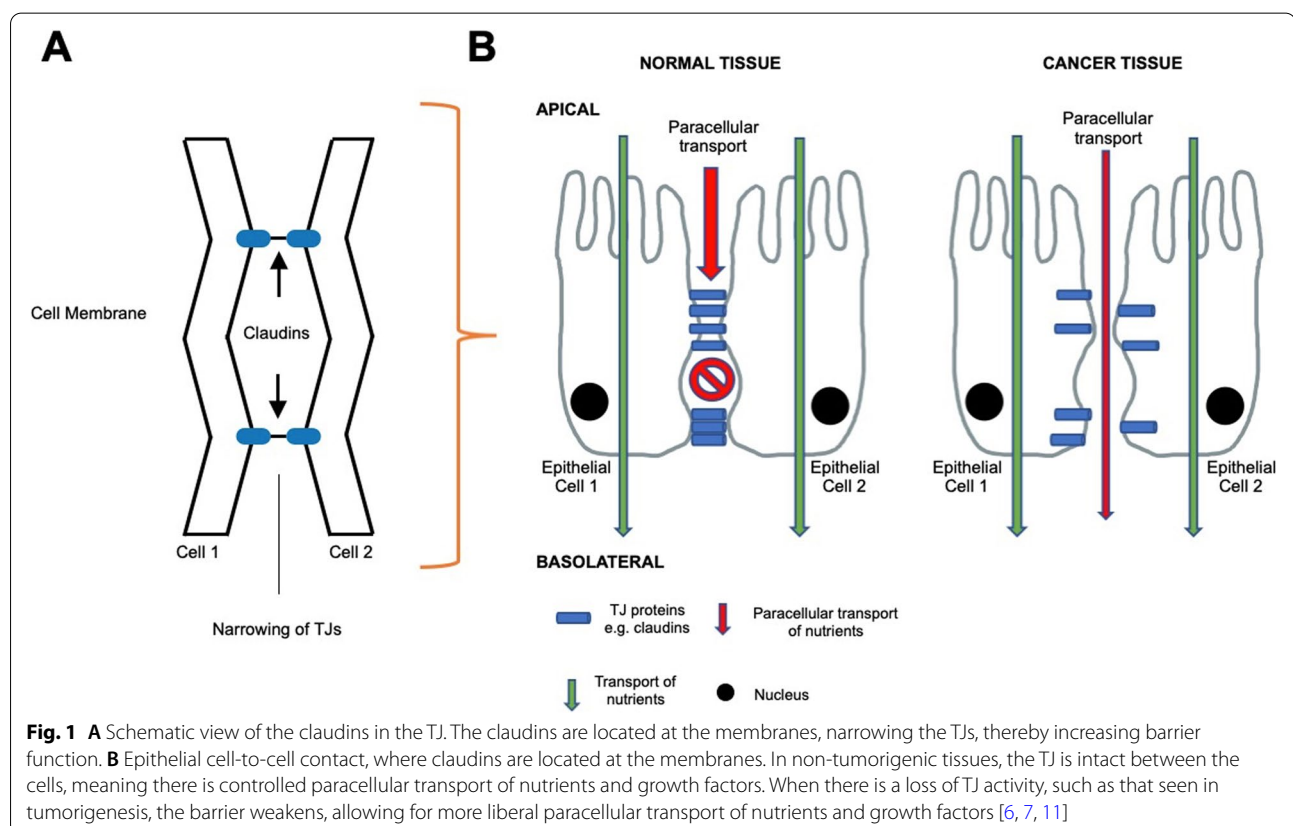 A
B
NORMAL TISSUE
CANCER TISSUE
APICAL
Paracellular
transport
Paracellular
transport
Cell Membrane
Claudins
Epithelial
Cell 1
Epithelial
Cell 2
Epithelial
Cell 1
Epithelial
Cell 2
Cell 1
Cell 2
BASOLATERAL
Narrowing of TJs
TJ proteins
e.g. claudins
Paracellular transport
of nutrients
Transport of
nutrients
Nucleus
Fig. 1 A Schematic view of the claudins in the TJ. The claudins are located at the membranes, narrowing the TJs, thereby increasing barrier
function. B Epithelial cell-to-cell contact, where claudins are located at the membranes. In non-tumorigenic tissues, the TJ is intact between the
cells, meaning there is controlled paracellular transport of nutrients and growth factors. When there is a loss of TJ activity, such as that seen in
tumorigenesis, the barrier weakens, allowing for more liberal paracellular transport of nutrients and growth factors [6, 7, 11]